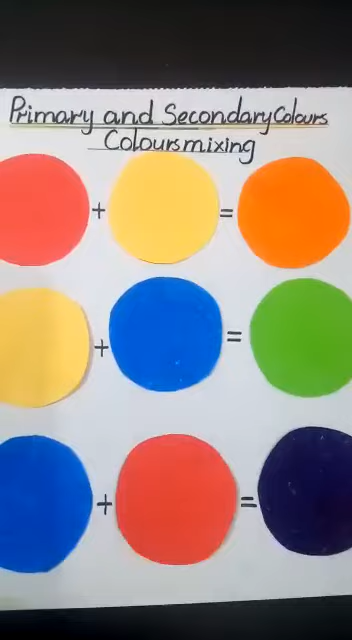 Primary and Secondary Colours
Colours mixing
+ =
+ =
+ =